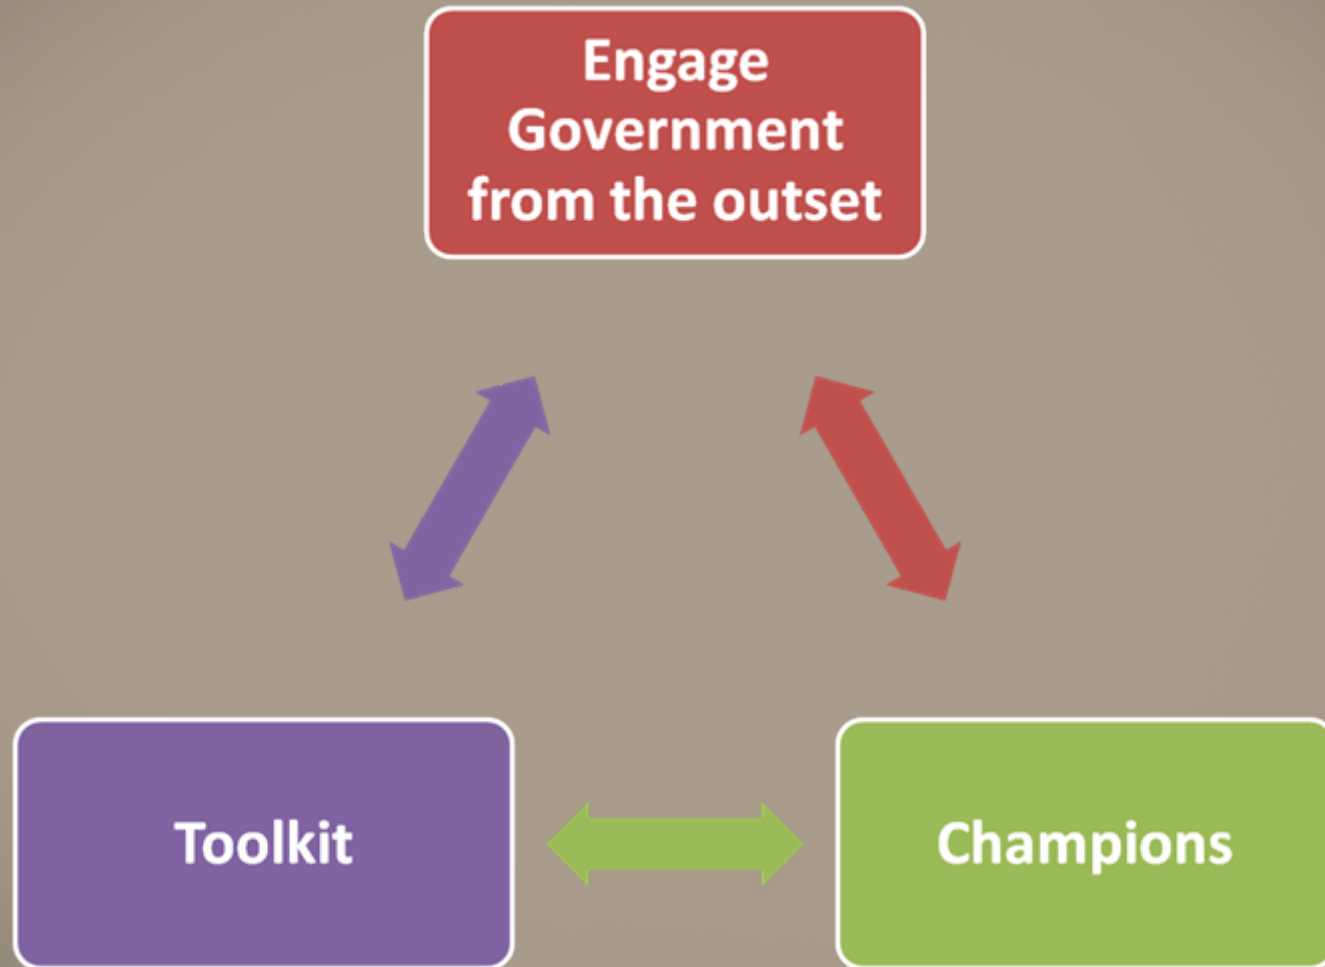 Engage
Government
from the outset
Toolkit
Champions